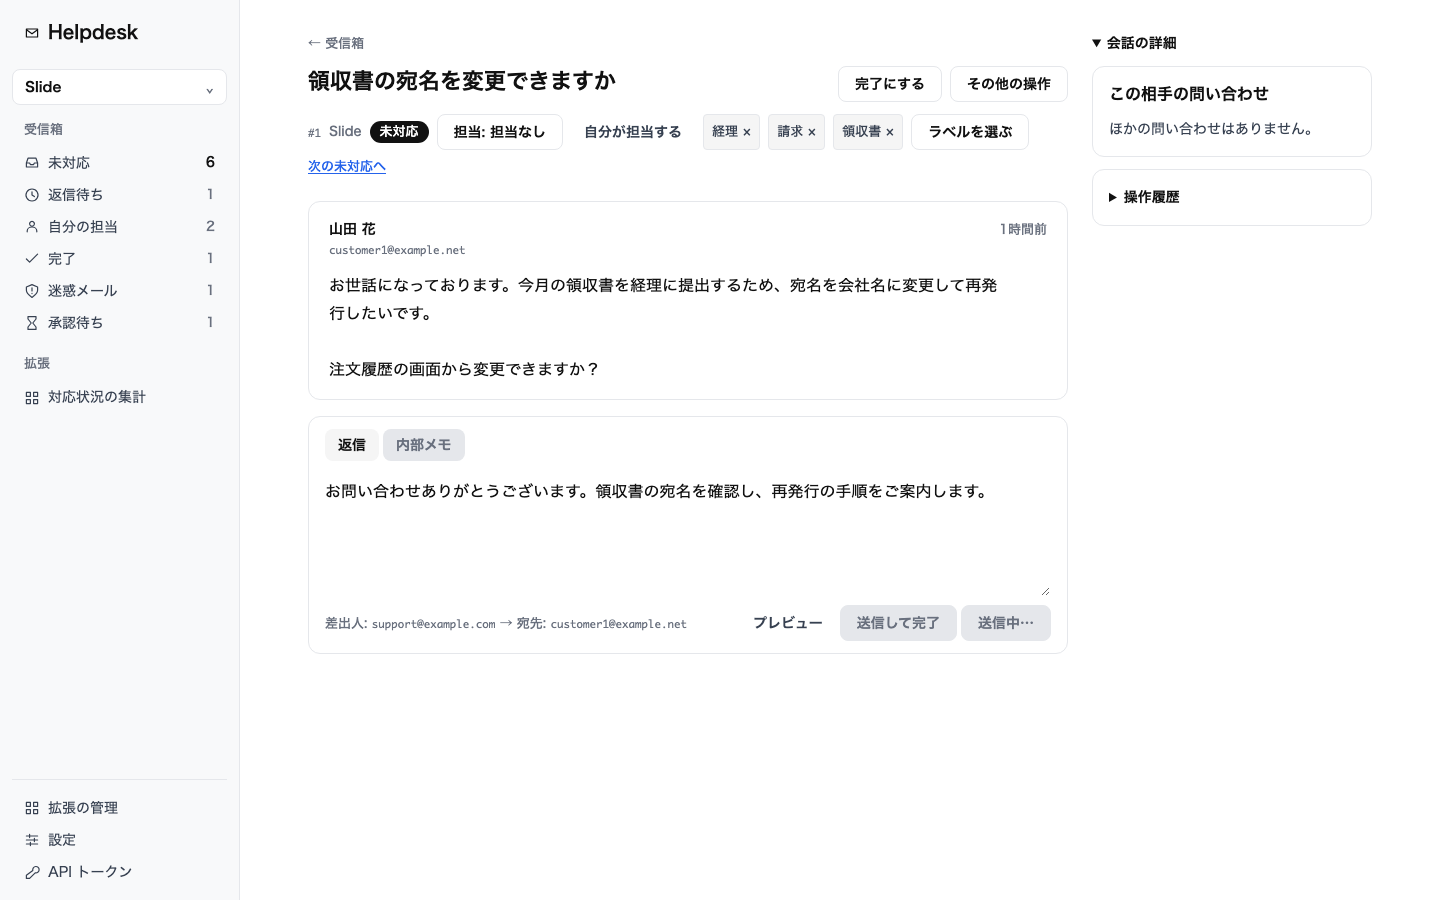 Helpdesk
Slide
受信箱
未対応 6
返信待ち 1
自分の担当 2
完了 1
迷惑メール 1
承認待ち 1
拡張
対応状況の集計
拡張の管理
設定
API トークン
← 受信箱
領収書の宛名を変更できますか
完了にする
その他の操作
#1 Slide 未対応 担当: 担当なし 自分が担当する 経理 × 請求 × 領収書 × ラベルを選ぶ
次の未対応へ
山田 花 1時間前
customer1@example.net
お世話になっております。今月の領収書を経理に提出するため、宛名を会社名に変更して再発
行したいです。
注文履歴の画面から変更できますか？
返信 内部メモ
お問い合わせありがとうございます。領収書の宛名を確認し、再発行の手順をご案内します。
差出人: support@example.com → 宛先: customer1@example.net
プレビュー 送信して完了 送信中…
▼ 会話の詳細
この相手の問い合わせ
ほかの問い合わせはありません。
▶ 操作履歴